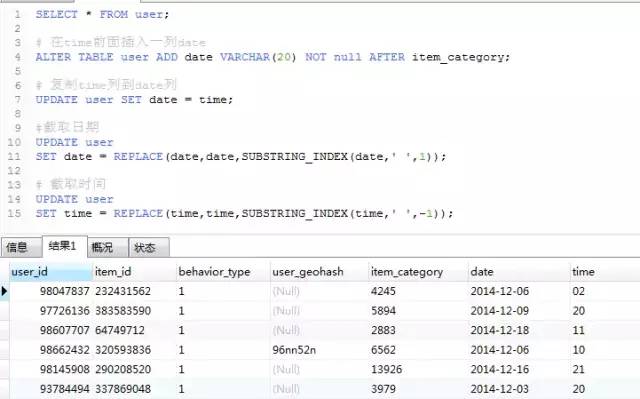 1 SELECT * FROM user;
2
3 # 在time前面插入一列date
4 ALTER TABLE user ADD date VARCHAR(20) NOT null AFTER item_category;
5
6 # 复制time列到date列
7 UPDATE user SET date = time;
8
9 #截取日期
10 UPDATE user
11 SET date = REPLACE(date,date,SUBSTRING_INDEX(date,' ',1));
12
13 # 截取时间
14 UPDATE user
15 SET time = REPLACE(time,time,SUBSTRING_INDEX(time,' ',-1));
信息 结果1 概况 状态
user_id item_id behavior_type user_geohash item_category date time
98047837 232431562 1 (Null) 4245 2014-12-06 02
97726136 383583590 1 (Null) 5894 2014-12-09 20
98607707 64749712 1 (Null) 2883 2014-12-18 11
98662432 320593836 1 96nn52n 6562 2014-12-06 10
98145908 290208520 1 (Null) 13926 2014-12-16 21
93784494 337869048 1 (Null) 3979 2014-12-03 20